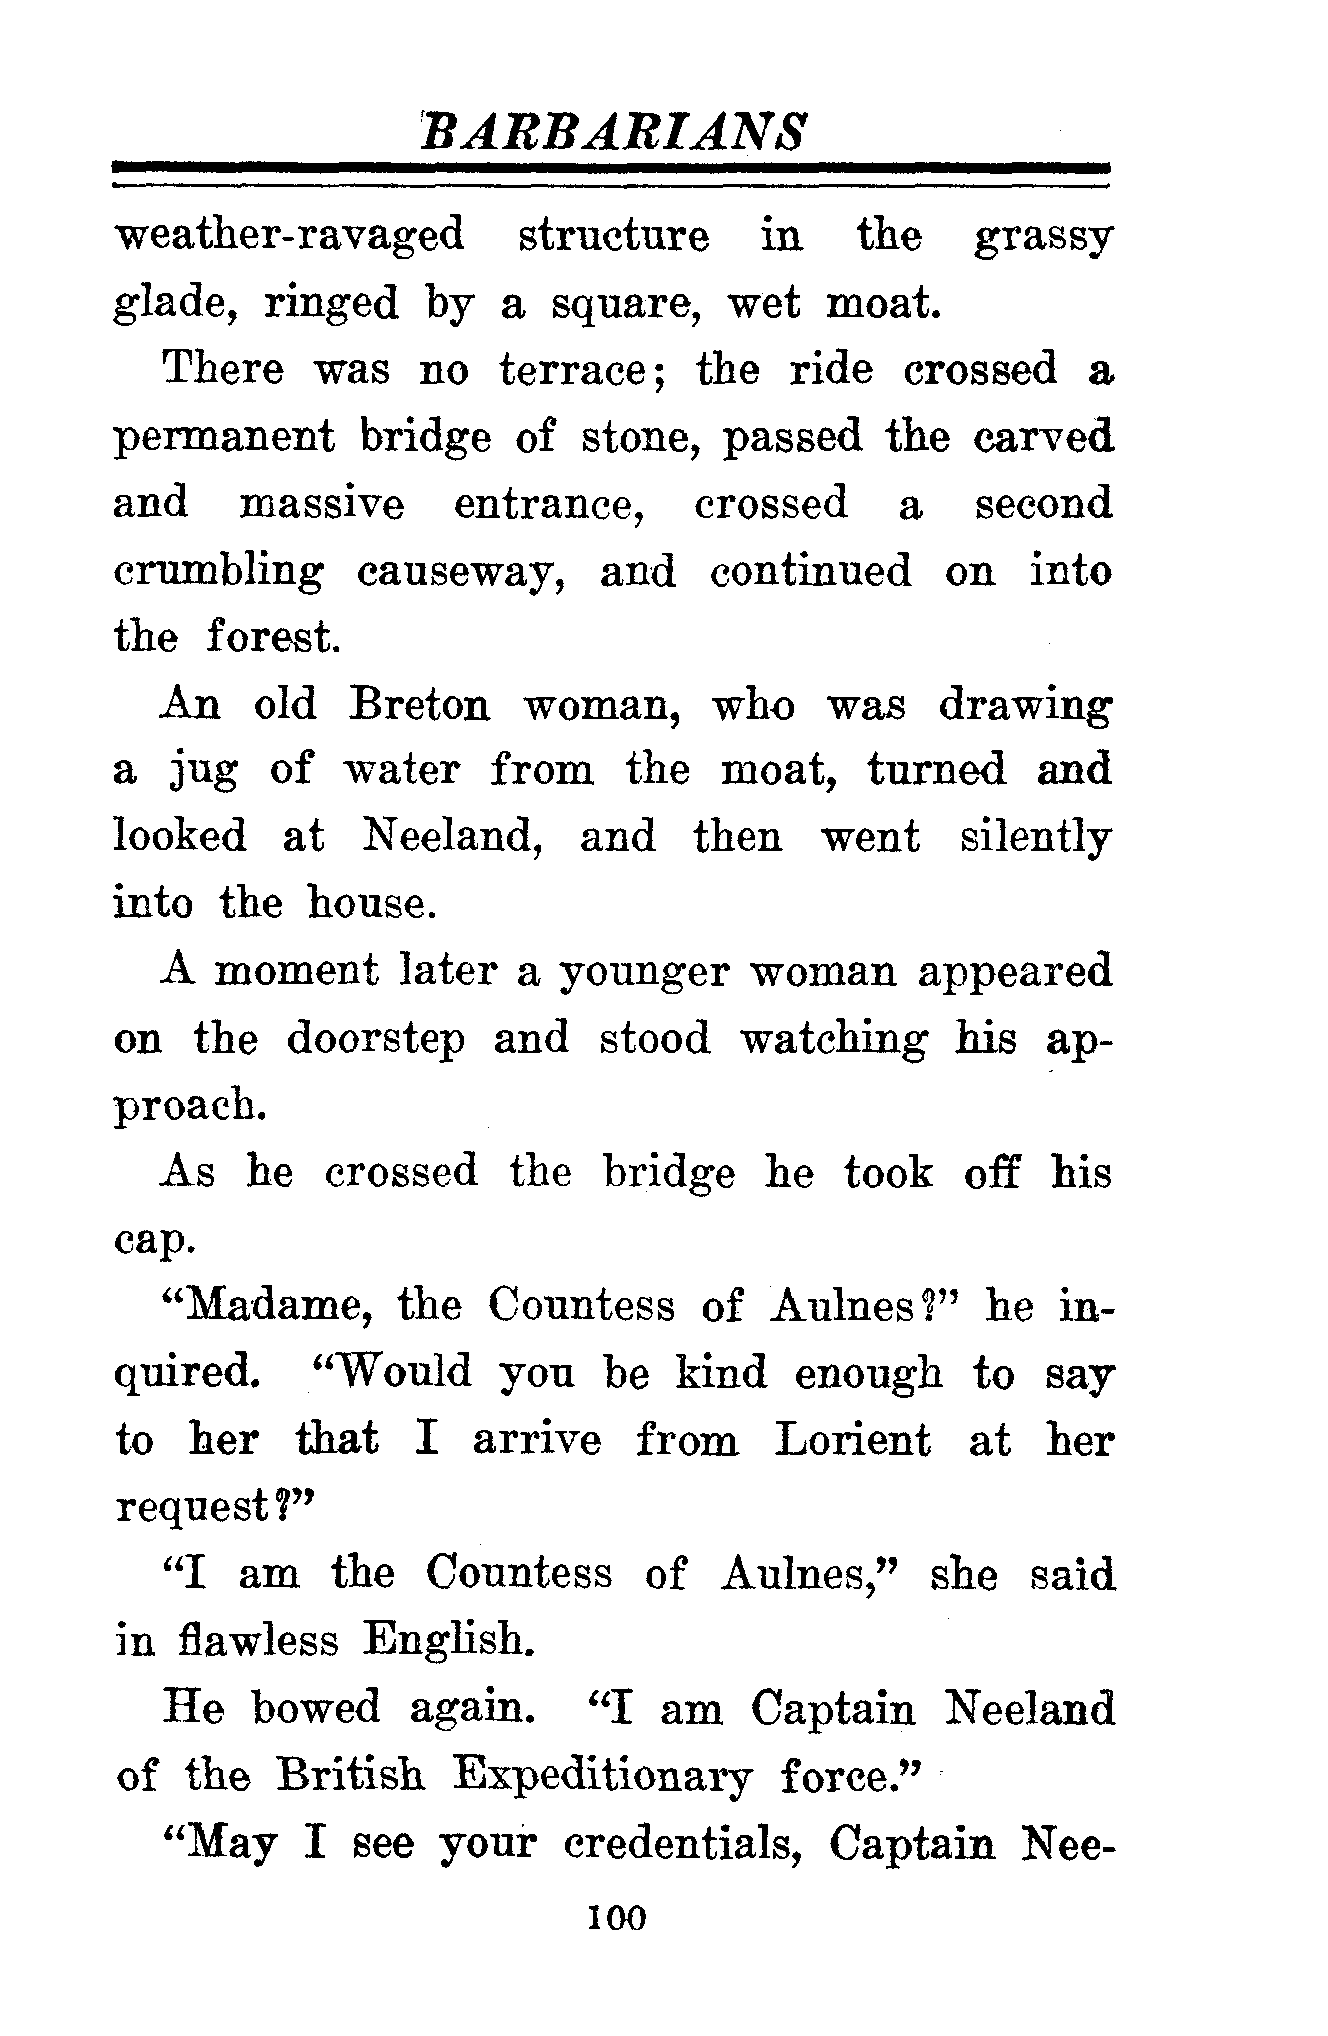 BARBARIANS
weather-ravaged structure in the grassy
glade, ringed by a square, wet moat.
There was no terrace; the ride crossed a
permanent bridge of stone, passed the carved
and massive entrance, crossed a second
crumbling causeway, and continued on into
the forest.
An old Breton woman, who was drawing
a jug of water from the moat, turned and
looked at Neeland, and then went silently
into the house.
A moment later a younger woman appeared
on the doorstep and stood watching his ap-
proach.
As he crossed the bridge he took off his
cap.
“Madame, the Countess of Aulnes?” he in-
quired. “Would you be kind enough to say
to her that I arrive from Lorient at her
request?”
“I am the Countess of Aulnes,” she said
in flawless English.
He bowed again. “I am Captain Neeland
of the British Expeditionary force.”
“May I see your credentials, Captain Nee-
100